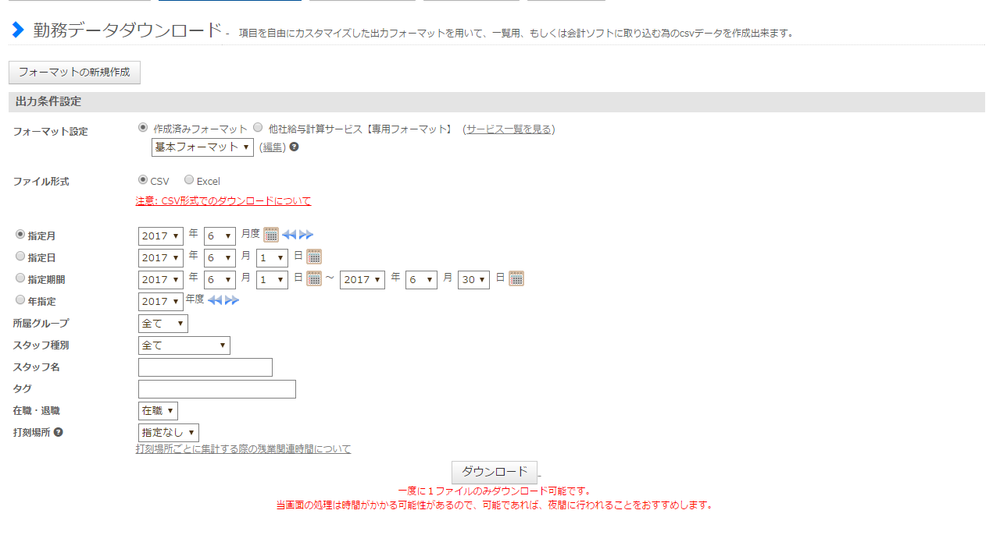 勤務データダウンロード - 項目を自由にカスタマイズした出力フォーマットを用いて、一覧用、もしくは会計ソフトに取り込む為のcsvデータを作成出来ます。
フォーマットの新規作成
出力条件設定
フォーマット設定 作成済みフォーマット 他社給与計算サービス【専用フォーマット】 (サービス一覧を見る)
基本フォーマット ▼ (編集) ?
ファイル形式 CSV Excel
注意: CSV形式でのダウンロードについて
指定月 2017 ▼ 年 6 ▼ 月度
指定日 2017 ▼ 年 6 ▼ 月 1 ▼ 日
指定期間 2017 ▼ 年 6 ▼ 月 1 ▼ 日 ～ 2017 ▼ 年 6 ▼ 月 30 ▼ 日
年指定 2017 ▼ 年度
所属グループ 全て ▼
スタッフ種別 全て ▼
スタッフ名
タグ
在職・退職 在職 ▼
打刻場所 ? 指定なし ▼
打刻場所ごとに集計する際の残業関連時間について
ダウンロード -
一度に１ファイルのみダウンロード可能です。
当画面の処理は時間がかかる可能性があるので、可能であれば、夜間に行われることをおすすめします。